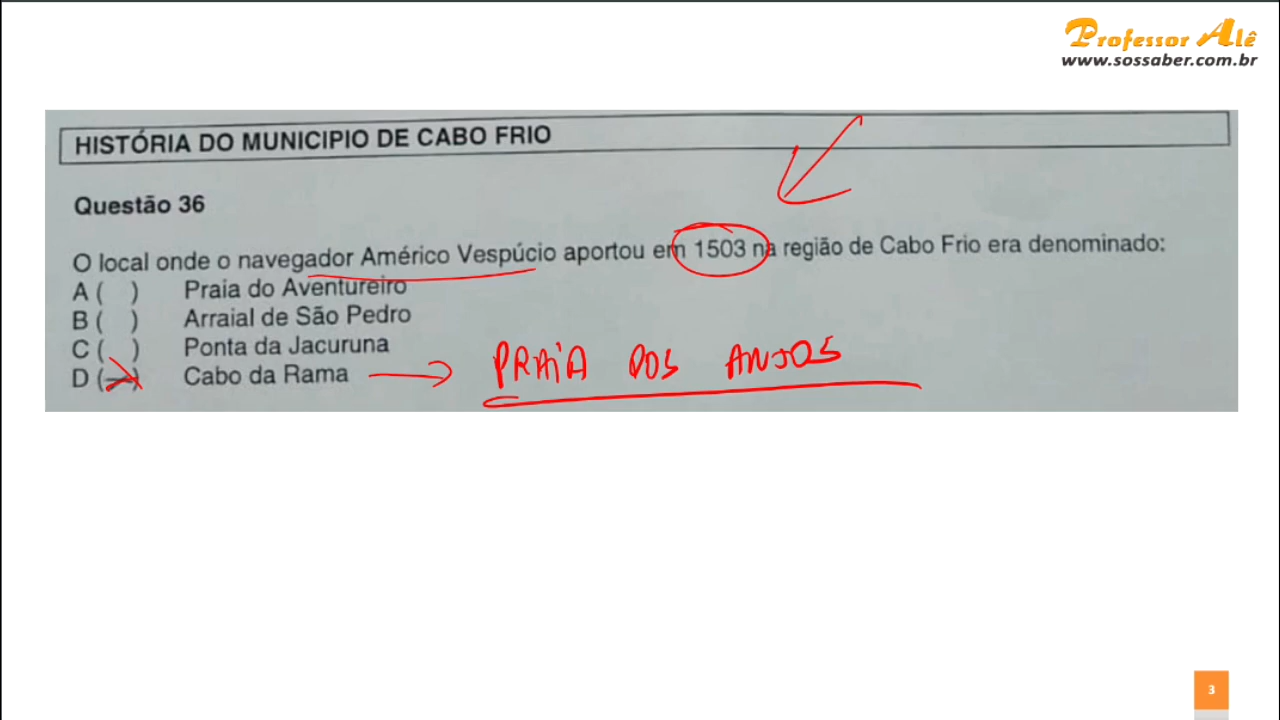 Professor Alê
www.sossaber.com.br
HISTÓRIA DO MUNICIPIO DE CABO FRIO
Questão 36
O local onde o navegador Américo Vespúcio aportou em 1503 na região de Cabo Frio era denominado:
A ( ) Praia do Aventureiro
B ( ) Arraial de São Pedro
C ( ) Ponta da Jacuruna
D ( ) Cabo da Rama PRAIA DOS ANJOS
3